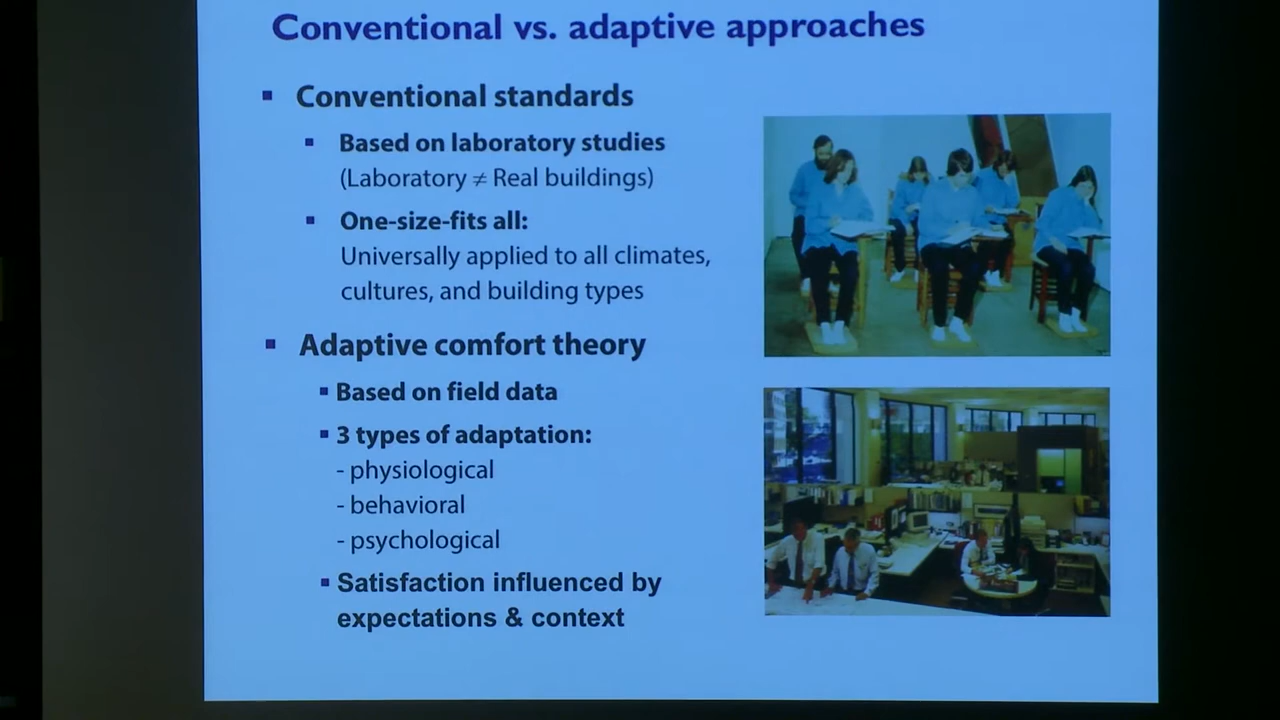 Conventional vs. adaptive approaches
▪ Conventional standards
▪ Based on laboratory studies
(Laboratory ≠ Real buildings)
▪ One-size-fits all:
Universally applied to all climates,
cultures, and building types
▪ Adaptive comfort theory
▪ Based on field data
▪ 3 types of adaptation:
- physiological
- behavioral
- psychological
▪ Satisfaction influenced by
expectations & context